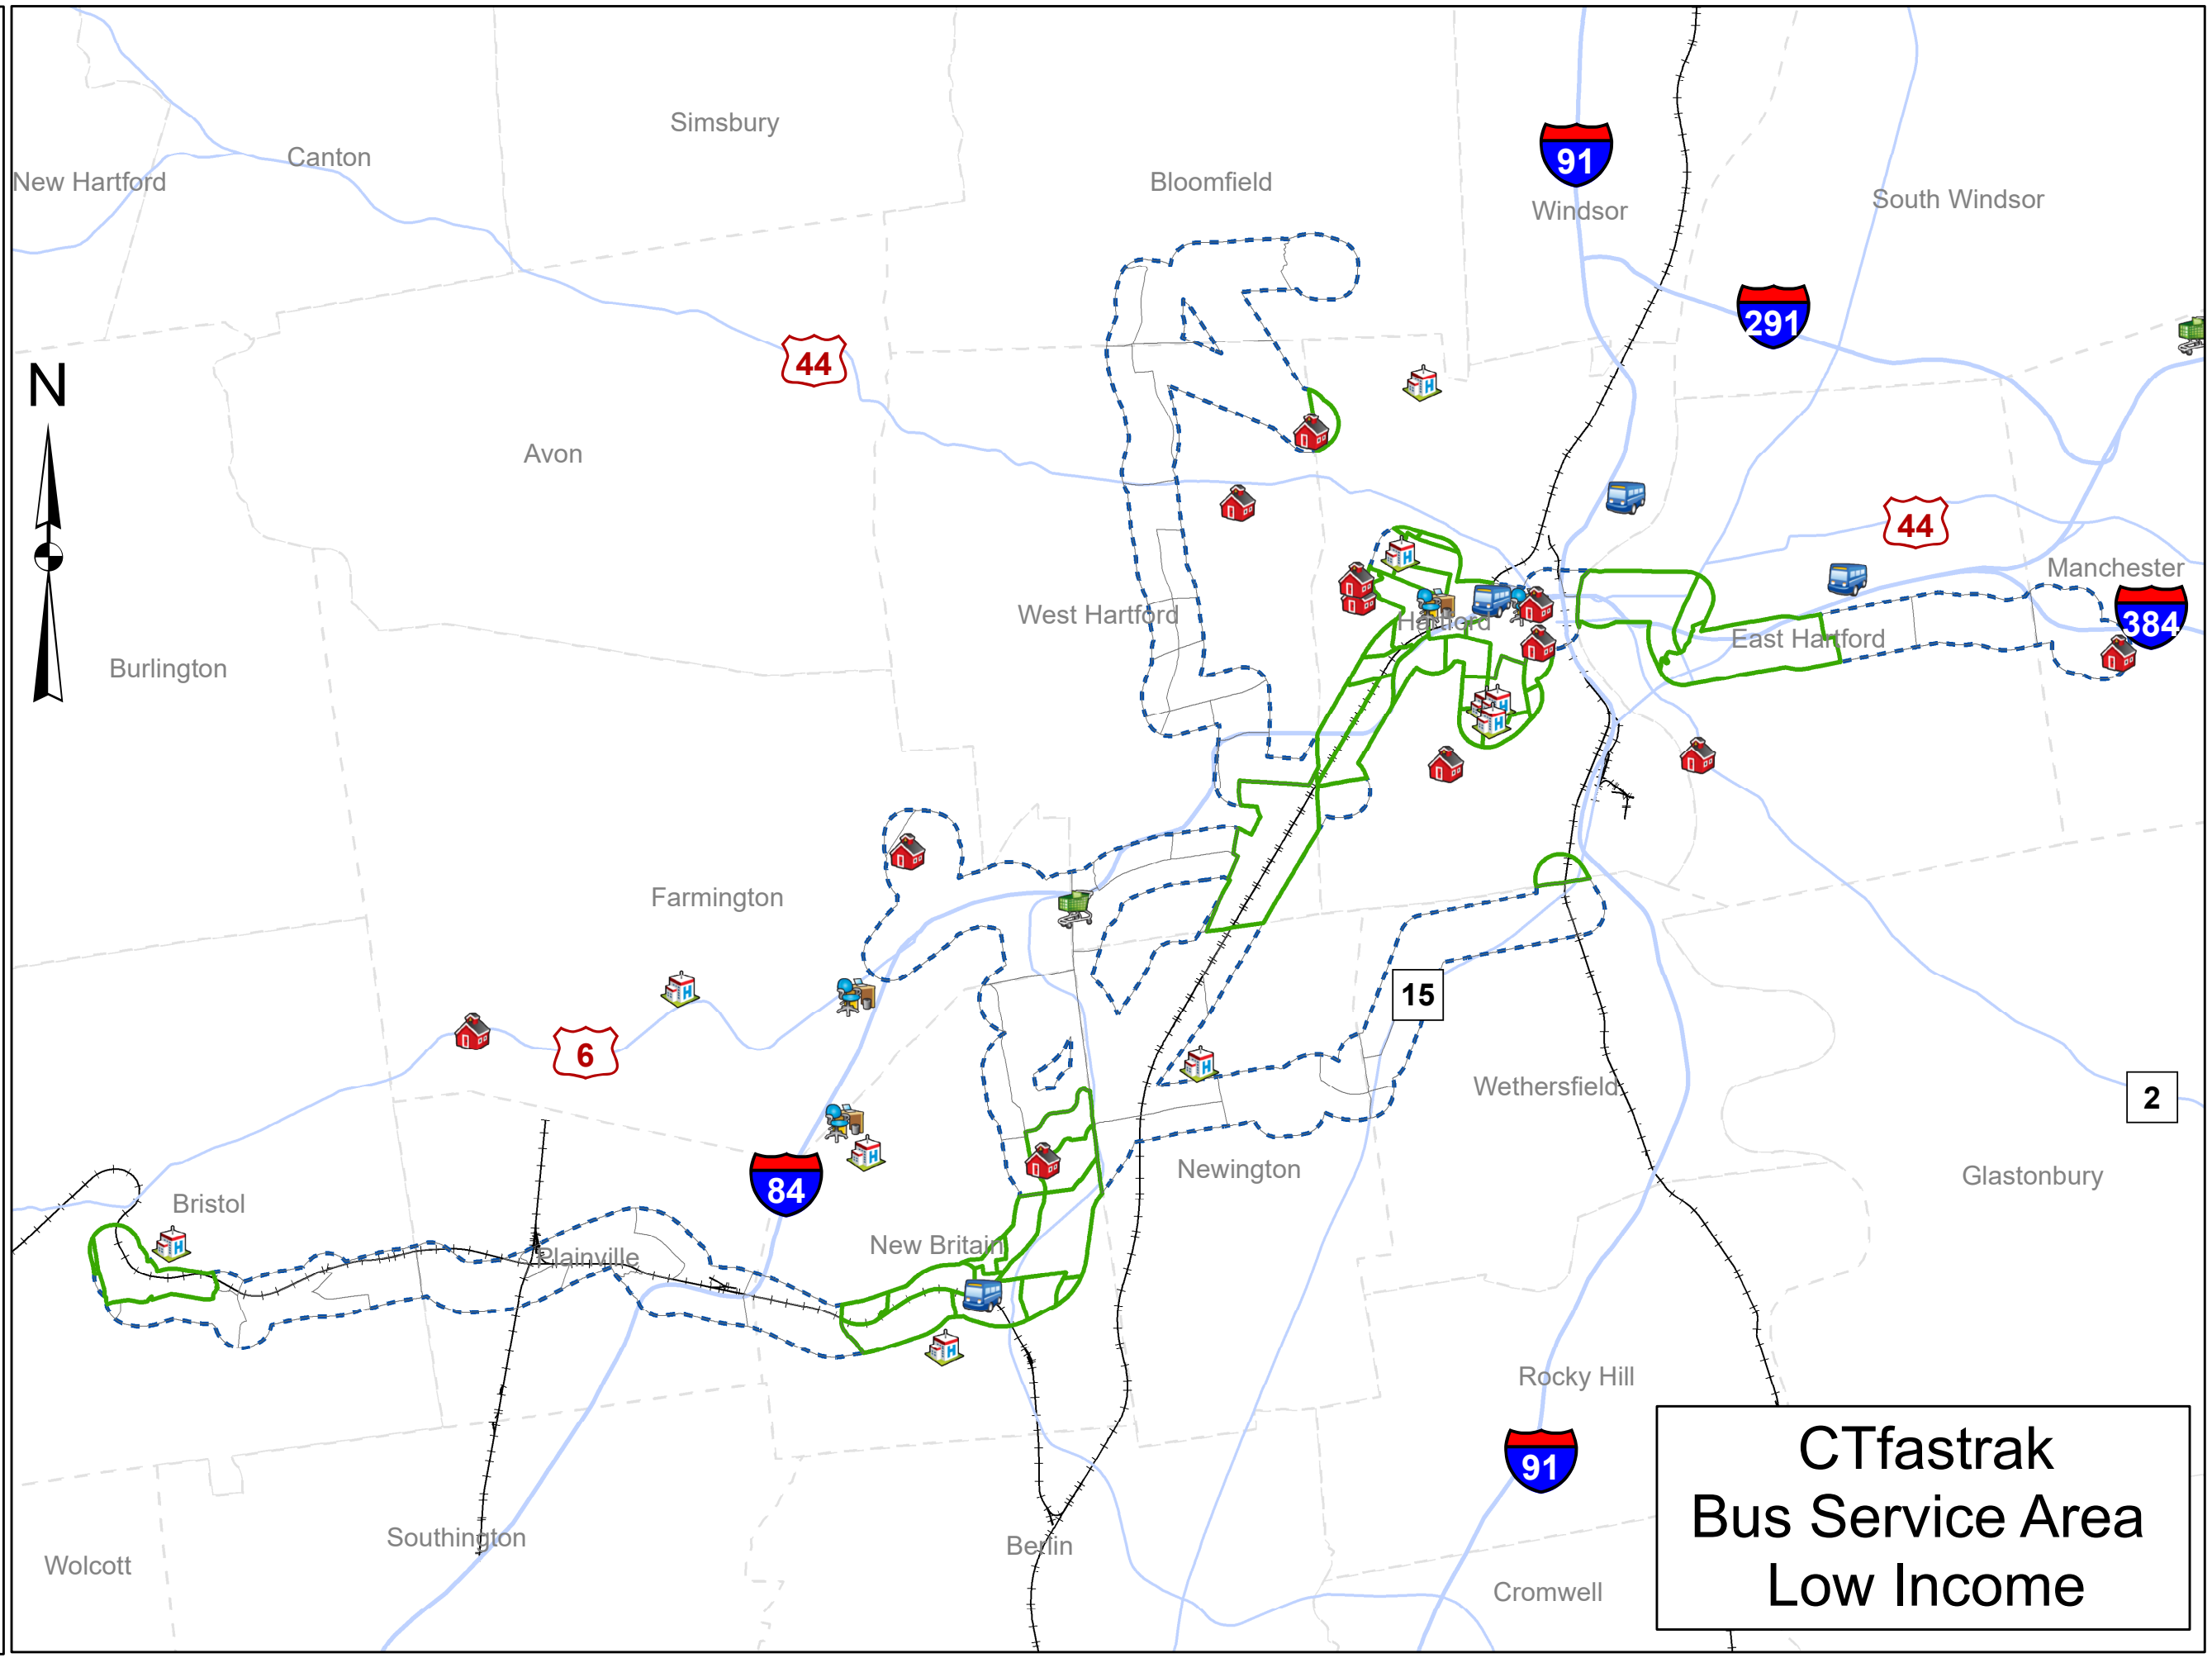 Simsbury
Canton
New Hartford
Bloomfield
91
Windsor
South Windsor
291
44
N
Avon
44
Manchester
West Hartford
Hartford
384
East Hartford
Burlington
Farmington
15
6
Wethersfield
2
Newington
Glastonbury
84
Bristol
New Britain
Plainville
Rocky Hill
91
CTfastrak
Bus Service Area
Low Income
Southington
Berlin
Wolcott
Cromwell